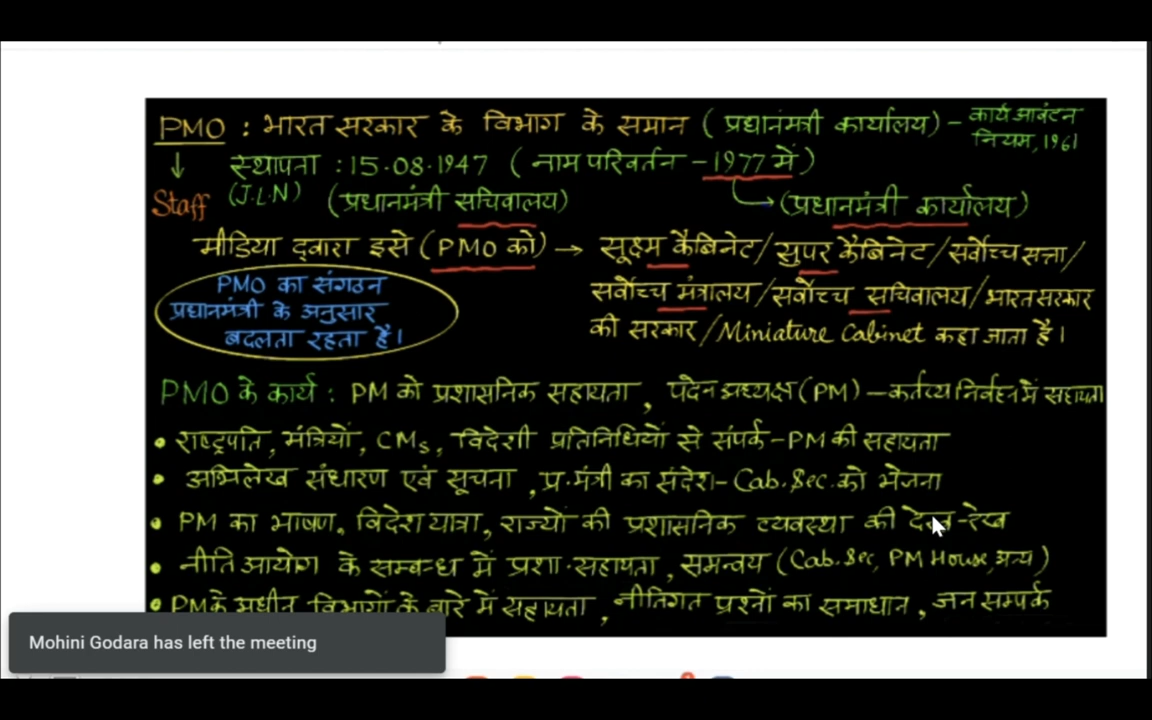 PMO : भारत सरकार के विभाग के समान ( प्रधानंमत्री कार्यालय) – कार्य आबंटन नियम, 1961
↓ स्थापता : 15.08.1947 ( नाम परिवर्तन – 1977 में )
Staff (J.L.N) (प्रधानमंत्री सचिवालय) → (प्रधानमंत्री कार्यालय)
मीडिया द्वारा इसे (PMO को) → सूक्ष्म कैबिनेट/सुपर कैबिनेट/सर्वोच्च सत्ता/
सर्वोच्च मंत्रालय/सर्वोच्च सचिवालय/भारत सरकार
की सरकार/Miniature Cabinet कहा जाता है।
PMO का संगठन
प्रधानमंत्री के अनुसार
बदलता रहता है।
PMO के कार्य : PM को प्रशासनिक सहायता, पदेन अध्यक्ष (PM) – कर्तव्य निर्वहन में सहायता
• राष्ट्रपति, मंत्रियों, CMs, विदेशी प्रतिनिधियों से संपर्क – PM की सहायता
• अभिलेख संधारण एवं सूचना, प्र.मंत्री का संदेश – Cab. Sec. को भेजना
• PM का भाषण, विदेश यात्रा, राज्यों की प्रशासनिक व्यवस्था की देख-रेख
• नीति आयोग के सम्बन्ध में प्रशा. सहायता, समन्वय (Cab. Sec, PM House, अन्य)
• PM के अधीन विभागों के बारे में सहायता, नीतिगत प्रश्नों का समाधान, जन सम्पर्क
Mohini Godara has left the meeting